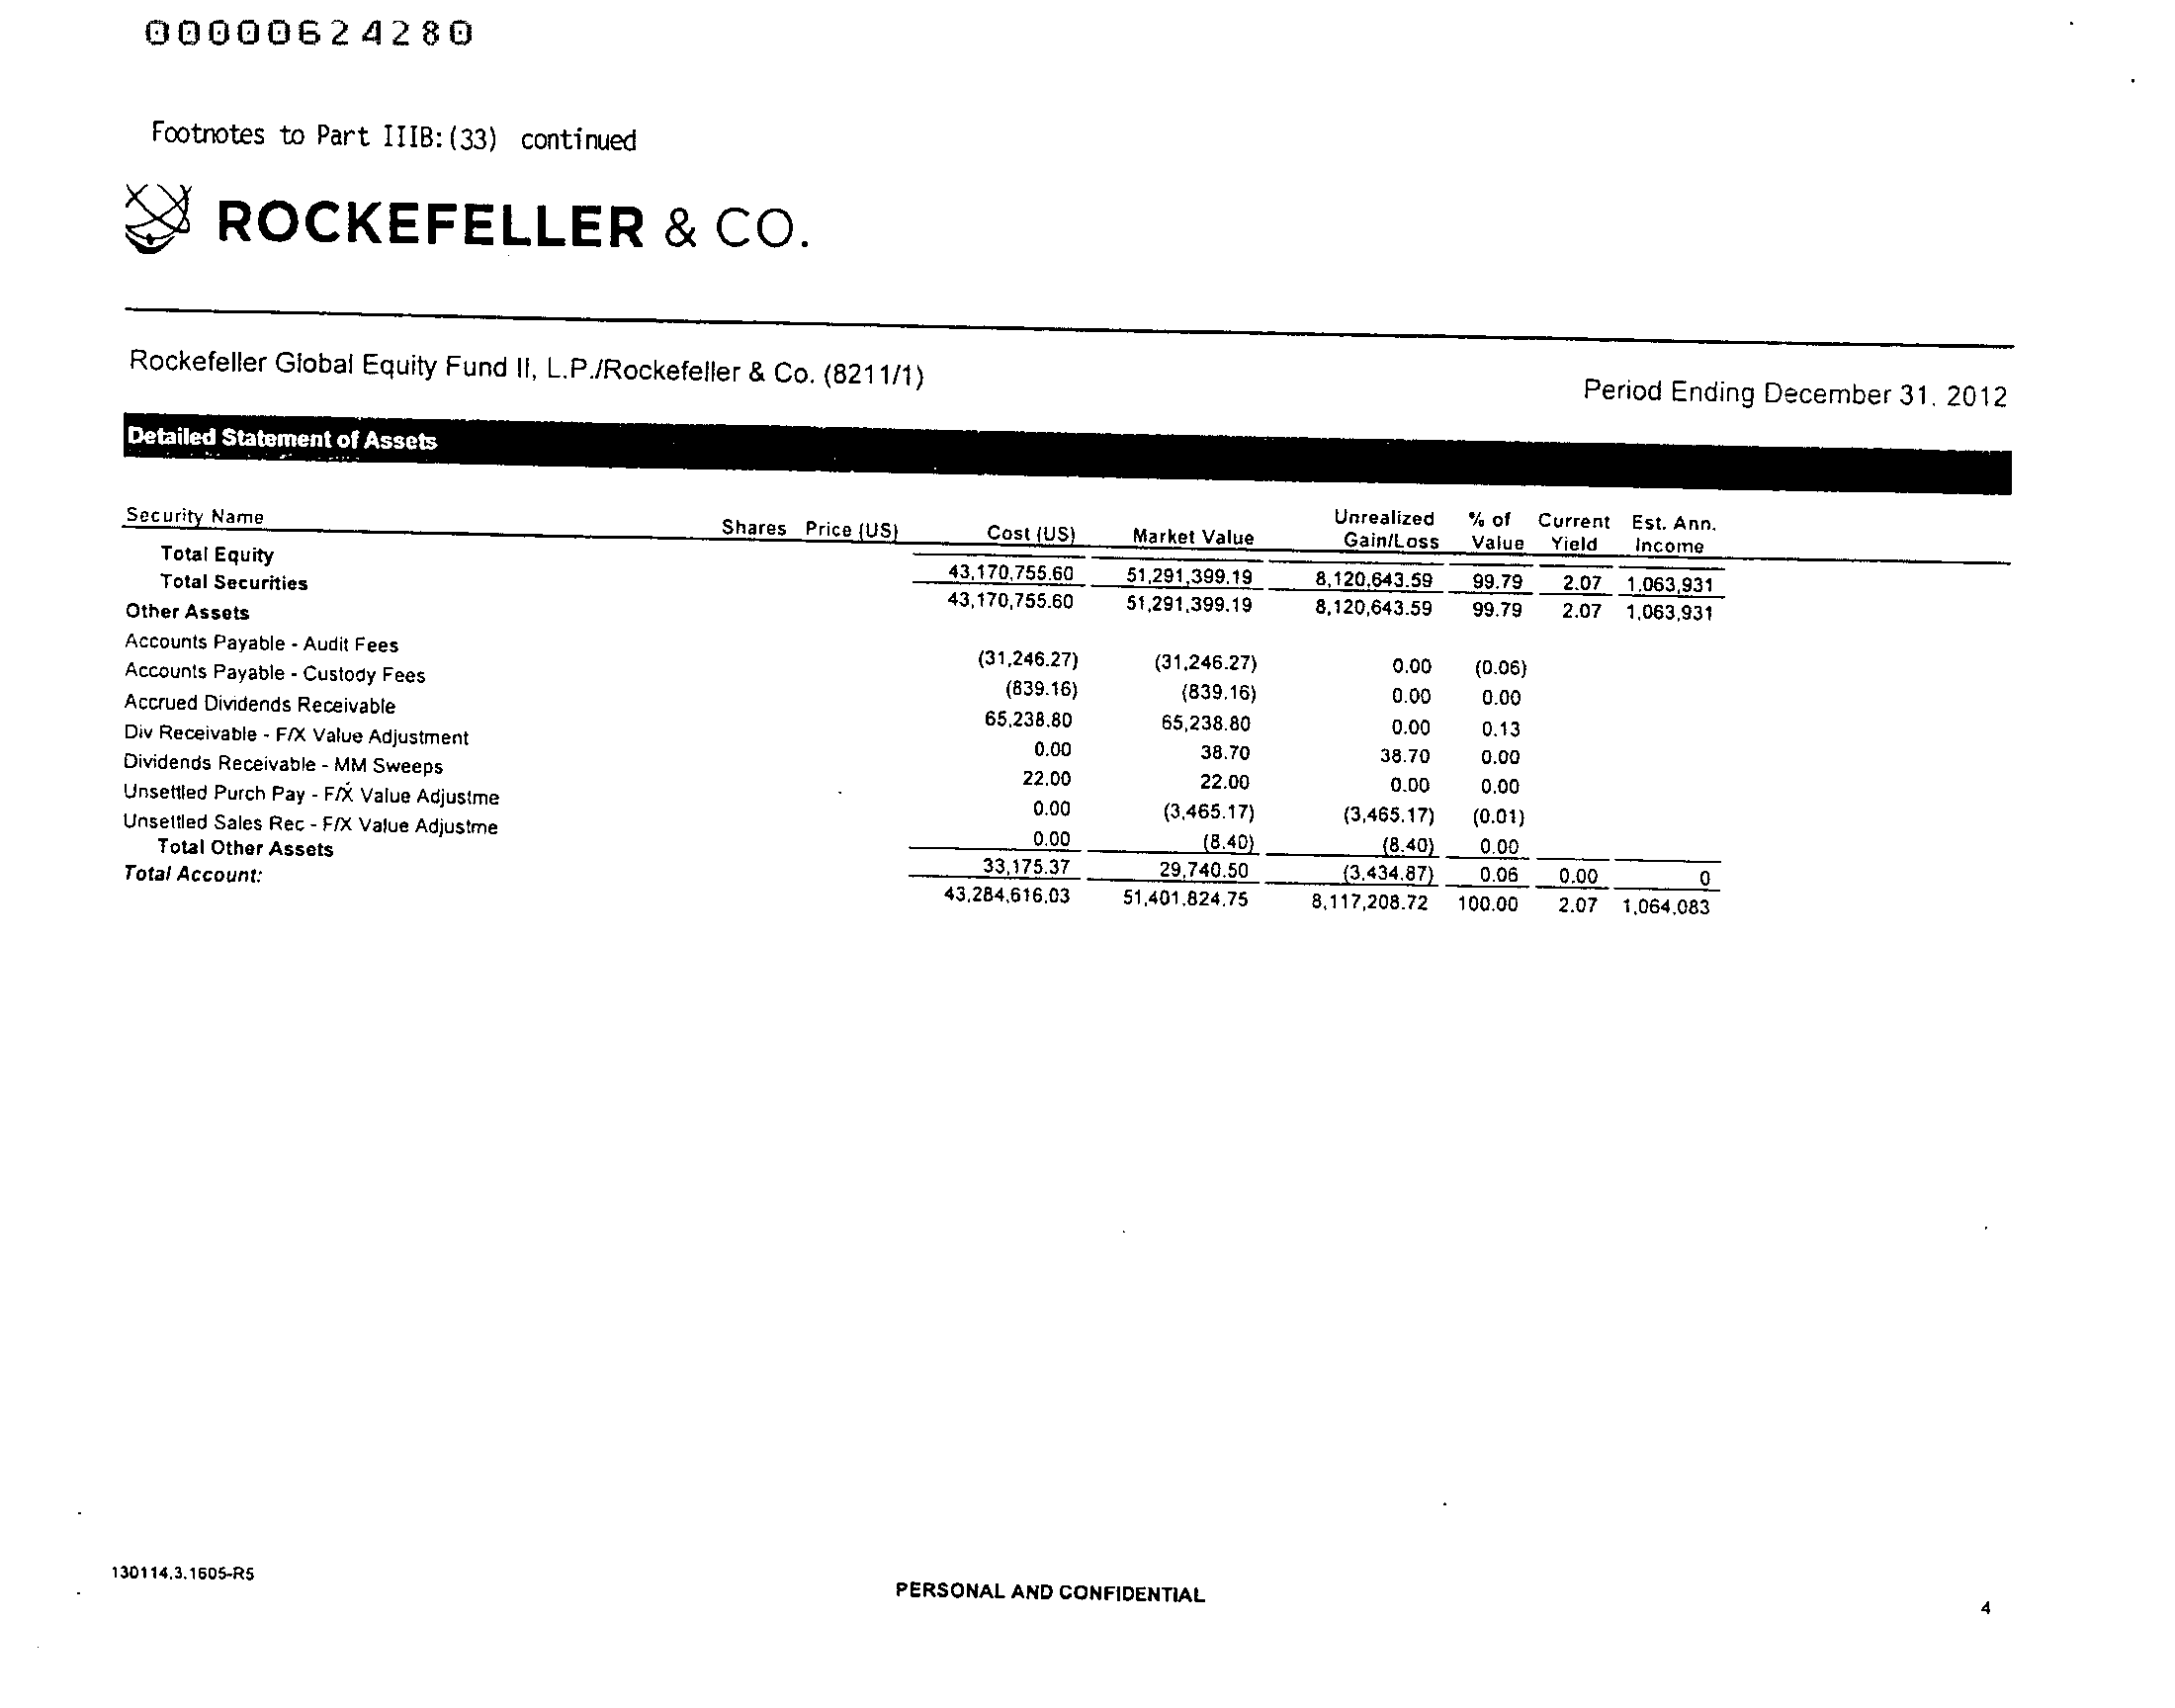 00000624280
Footnotes to Part IIIB:(33) continued
ROCKEFELLER & CO.
Rockefeller Global Equity Fund II, L.P./Rockefeller & Co. (8211/1)
Period Ending December 31, 2012
Detailed Statement of Assets
Security Name Shares Price (US) Cost (US) Market Value Unrealized Gain/Loss % of Value Current Yield Est. Ann. Income
Total Equity 43,170,755.60 51,291,399.19 8,120,643.59 99.79 2.07 1,063,931
Total Securities 43,170,755.60 51,291,399.19 8,120,643.59 99.79 2.07 1,063,931
Other Assets
Accounts Payable - Audit Fees (31,246.27) (31,246.27) 0.00 (0.06)
Accounts Payable - Custody Fees (839.16) (839.16) 0.00 0.00
Accrued Dividends Receivable 65,238.80 65,238.80 0.00 0.13
Div Receivable - F/X Value Adjustment 0.00 38.70 38.70 0.00
Dividends Receivable - MM Sweeps 22.00 22.00 0.00 0.00
Unsettled Purch Pay - F/X Value Adjustme 0.00 (3,465.17) (3,465.17) (0.01)
Unsettled Sales Rec - F/X Value Adjustme 0.00 (8.40) (8.40) 0.00
Total Other Assets 33,175.37 29,740.50 (3,434.87) 0.06 0.00 0
Total Account: 43,284,616.03 51,401,824.75 8,117,208.72 100.00 2.07 1,064,083
130114.3.1605-R5
PERSONAL AND CONFIDENTIAL
4